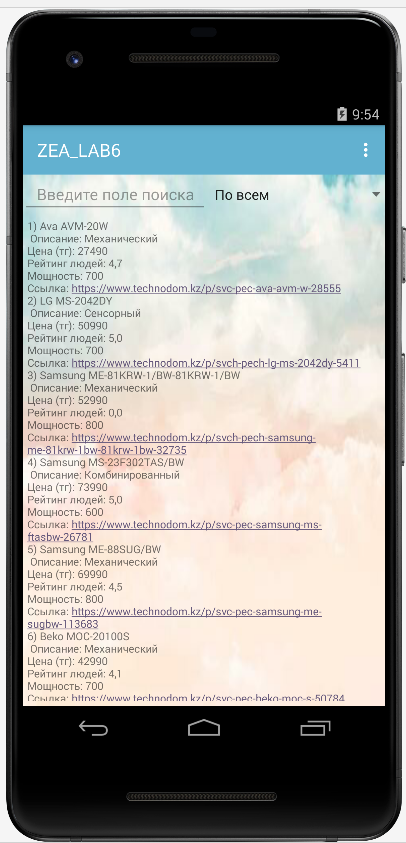 9:54
ZEA_LAB6
Введите поле поиска По всем
1) Ava AVM-20W
Описание: Механический
Цена (тг): 27490
Рейтинг людей: 4,7
Мощность: 700
Ссылка: https://www.technodom.kz/p/svc-pec-ava-avm-w-28555
2) LG MS-2042DY
Описание: Сенсорный
Цена (тг): 50990
Рейтинг людей: 5,0
Мощность: 700
Ссылка: https://www.technodom.kz/p/svch-pech-lg-ms-2042dy-5411
3) Samsung ME-81KRW-1/BW-81KRW-1/BW
Описание: Механический
Цена (тг): 52990
Рейтинг людей: 0,0
Мощность: 800
Ссылка: https://www.technodom.kz/p/svch-pech-samsung-
me-81krw-1bw-81krw-1bw-32735
4) Samsung MS-23F302TAS/BW
Описание: Комбинированный
Цена (тг): 73990
Рейтинг людей: 5,0
Мощность: 600
Ссылка: https://www.technodom.kz/p/svc-pec-samsung-ms-
ftasbw-26781
5) Samsung ME-88SUG/BW
Описание: Механический
Цена (тг): 69990
Рейтинг людей: 4,5
Мощность: 800
Ссылка: https://www.technodom.kz/p/svc-pec-samsung-me-
sugbw-113683
6) Beko MOC-20100S
Описание: Механический
Цена (тг): 42990
Рейтинг людей: 4,1
Мощность: 700
Ссылка: https://www.technodom.kz/p/svc-pec-beko-moc-s-50784